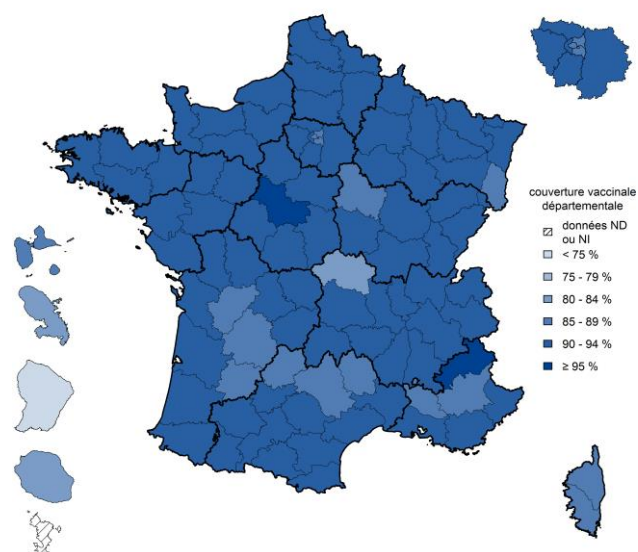 couverture vaccinale
départementale
données ND
ou NI
< 75 %
75 - 79 %
80 - 84 %
85 - 89 %
90 - 94 %
≥ 95 %